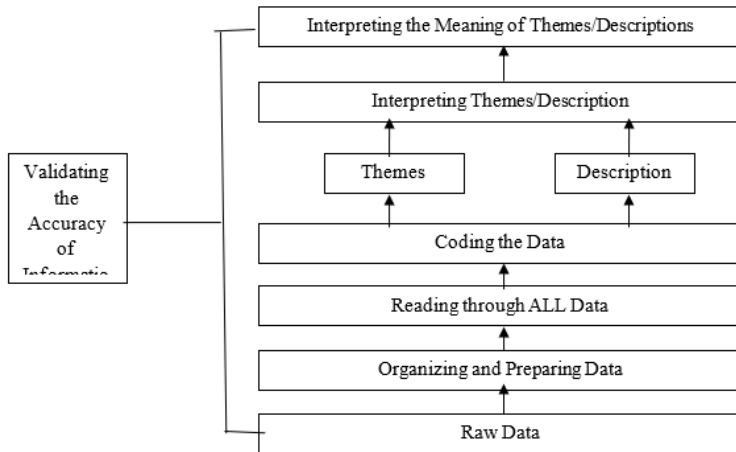 Interpreting the Meaning of Themes/Descriptions
Interpreting Themes/Description
Validating
the
Accuracy
of
Themes
Description
Coding the Data
Reading through ALL Data
Organizing and Preparing Data
Raw Data